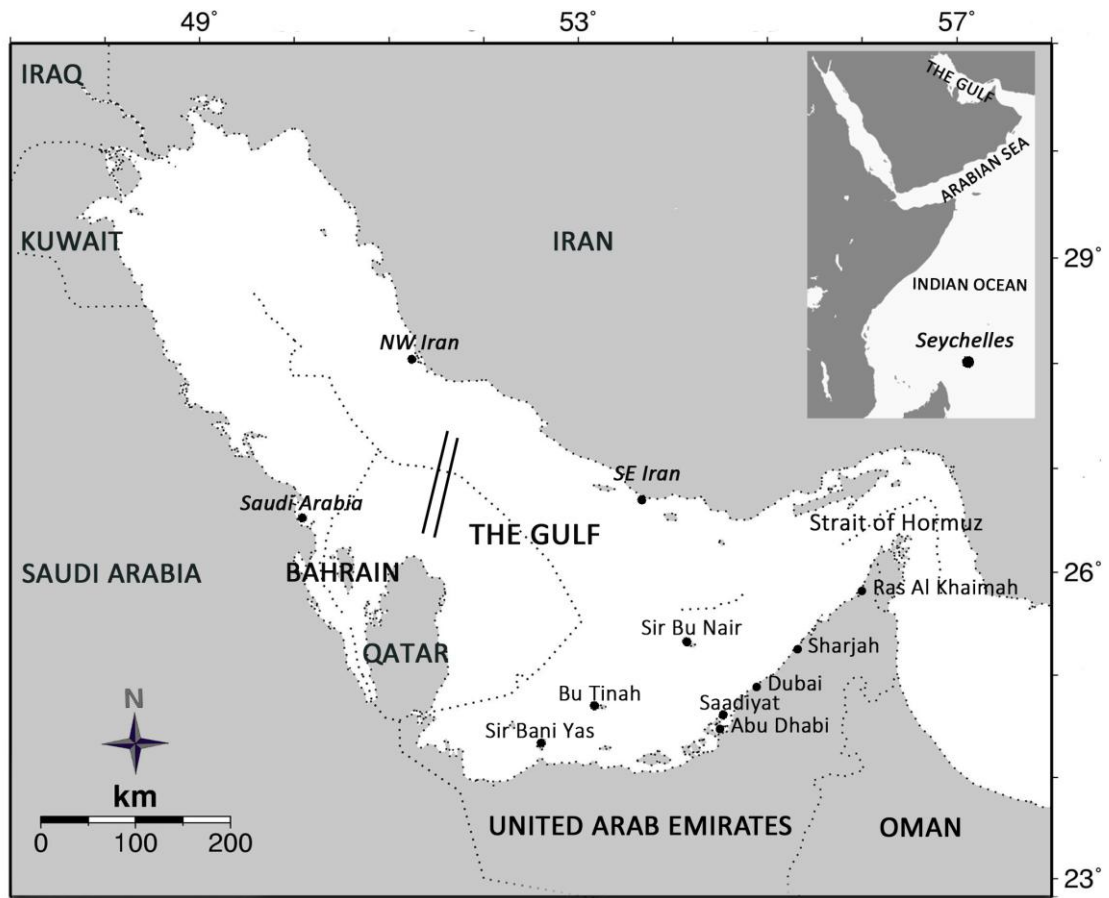 49°
53°
57°
IRAQ
THE GULF
ARABIAN SEA
KUWAIT
IRAN
29°
INDIAN OCEAN
Seychelles
NW Iran
SE Iran
Saudi Arabia
THE GULF
Strait of Hormuz
SAUDI ARABIA
BAHRAIN
26°
Ras Al Khaimah
Sir Bu Nair
QATAR
Sharjah
Dubai
Bu Tinah
Saadiyat
Sir Bani Yas
Abu Dhabi
N
km
0 100 200
UNITED ARAB EMIRATES
OMAN
23°